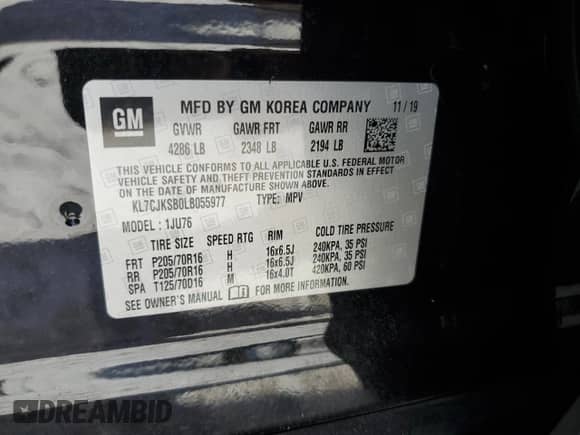 GM
MFD BY GM KOREA COMPANY 11 / 19
GVWR GAWR FRT GAWR RR
4286 LB 2348 LB 2194 LB
THIS VEHICLE CONFORMS TO ALL APPLICABLE U.S. FEDERAL MOTOR
VEHICLE SAFETY AND THEFT PREVENTION STANDARDS IN EFFECT
ON THE DATE OF MANUFACTURE SHOWN ABOVE.
KL7CJKSB0LB055977 TYPE: MPV
MODEL: 1JU76
TIRE SIZE SPEED RTG RIM COLD TIRE PRESSURE
FRT P205/70R16 H 16x6.5J 240KPA, 35 PSI
RR P205/70R16 H 16x6.5J 240KPA, 35 PSI
SPA T125/70D16 M 16x4.0T 420KPA, 60 PSI
SEE OWNER'S MANUAL FOR MORE INFORMATION.
DREAMBID